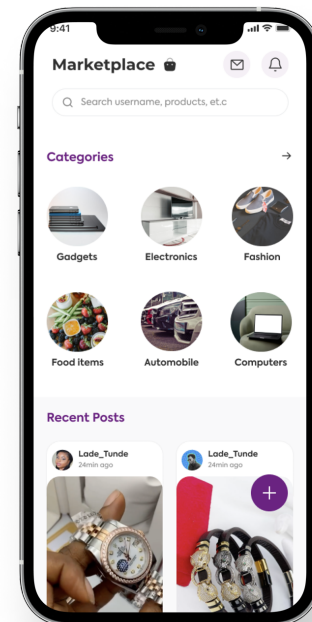 9:41
Marketplace
Search username, products, et.c
Categories
Gadgets
Electronics
Fashion
Food items
Automobile
Computers
Recent Posts
Lade_Tunde
24min ago
Lade_Tunde
24min ago